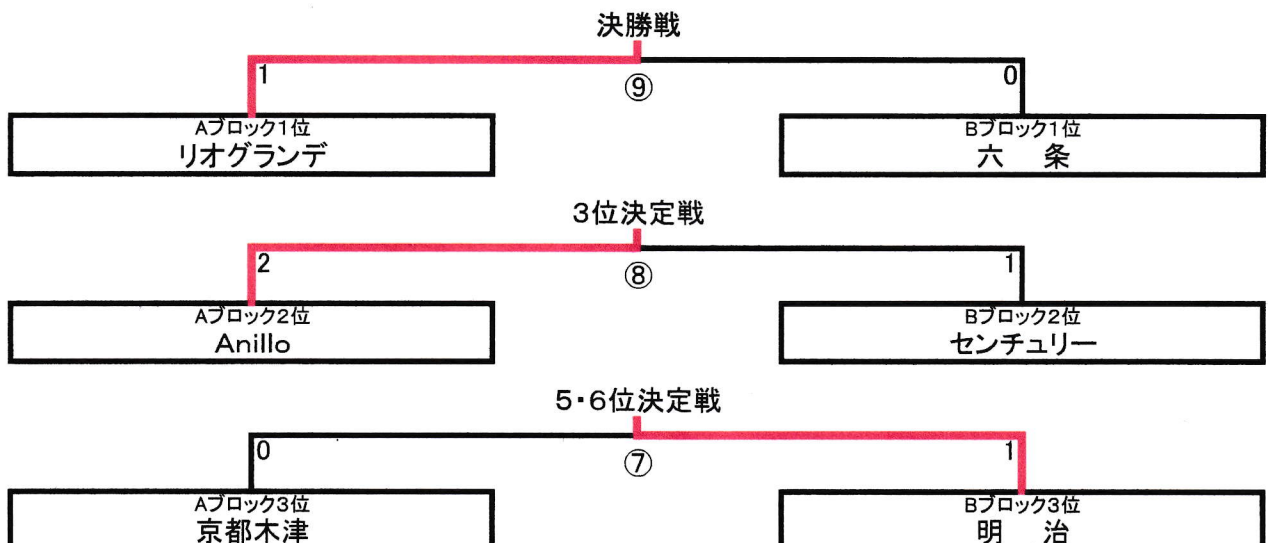 決勝戦
1 ⑨ 0
Aブロック1位 Bブロック1位
リオグランデ 六 条
3位決定戦
2 ⑧ 1
Aブロック2位 Bブロック2位
Anillo センチュリー
5・6位決定戦
0 ⑦ 1
Aブロック3位 Bブロック3位
京都木津 明 治